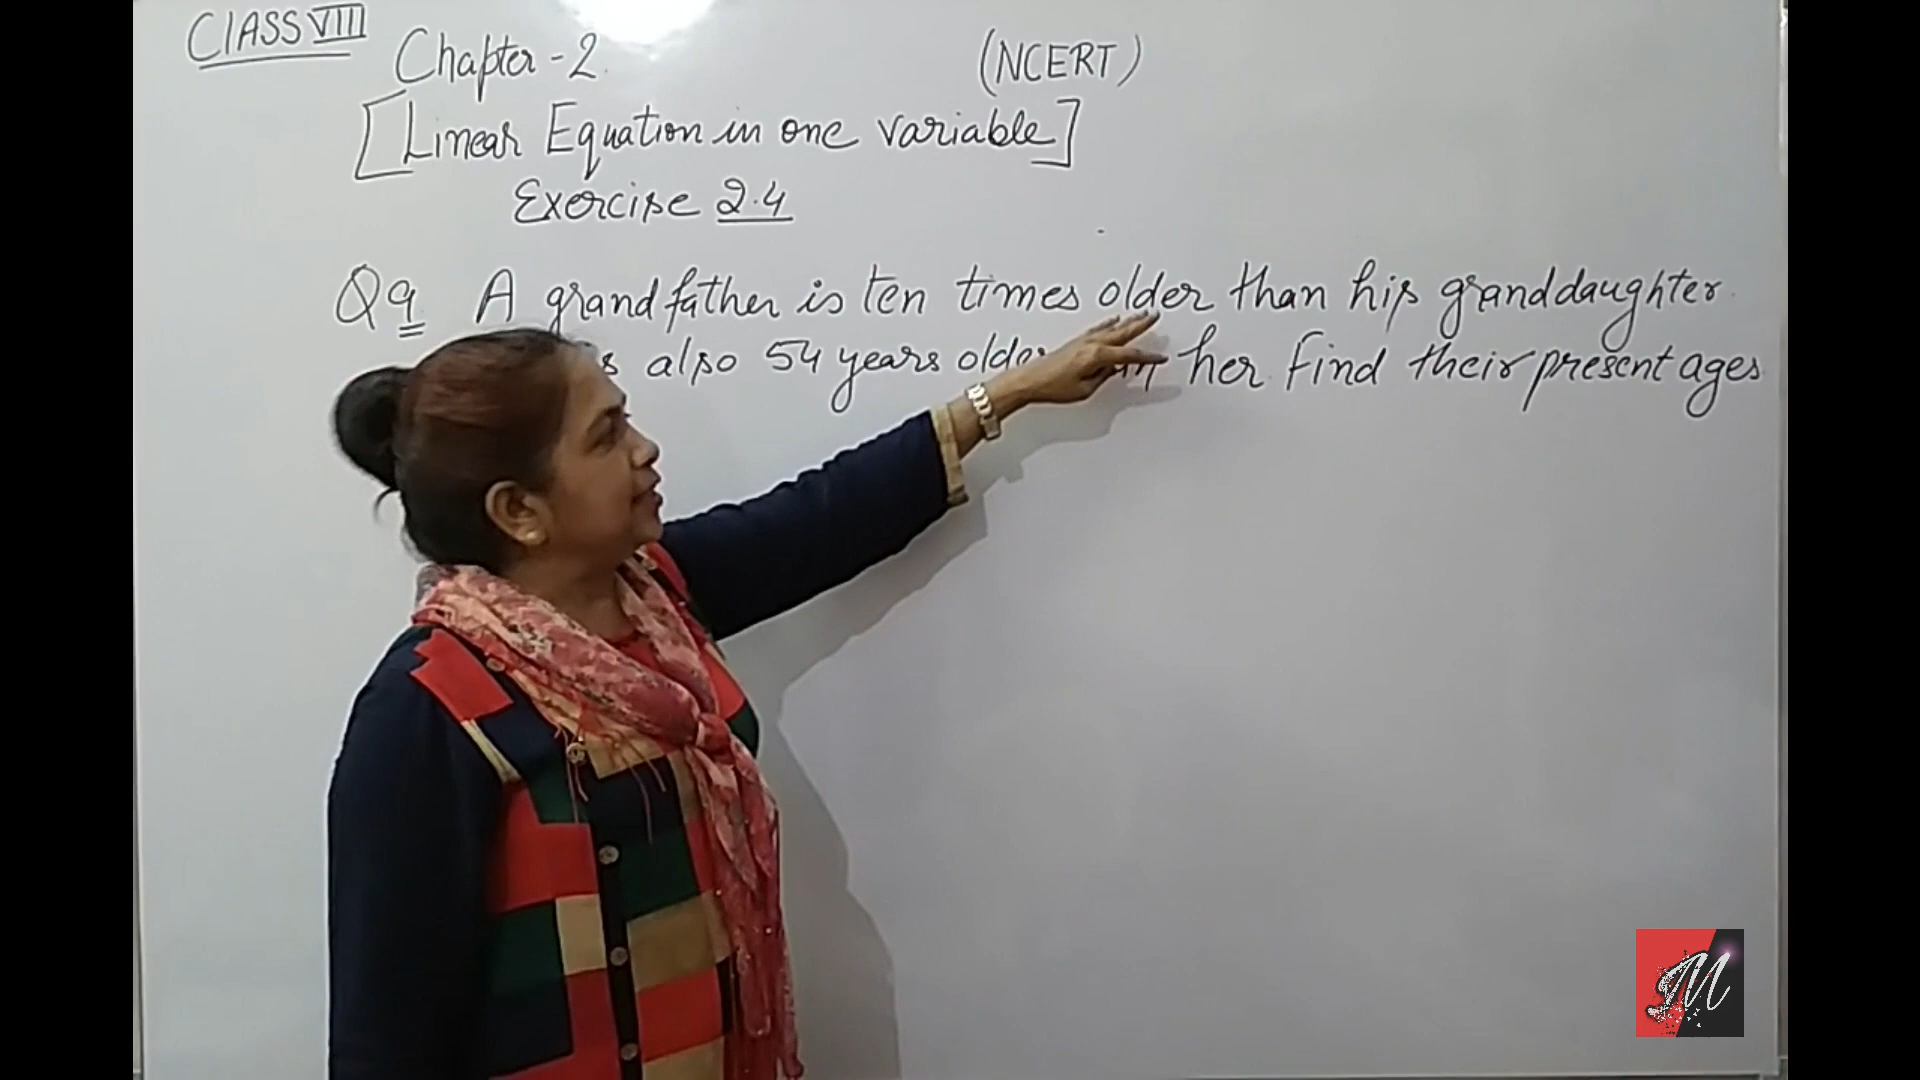 CLASS VIII
Chapter - 2
(NCERT)
[Linear Equation in one variable]
Exercise 2.4
Q9 A grandfather is ten times older than his granddaughter
also 54 years older her find their present ages
M